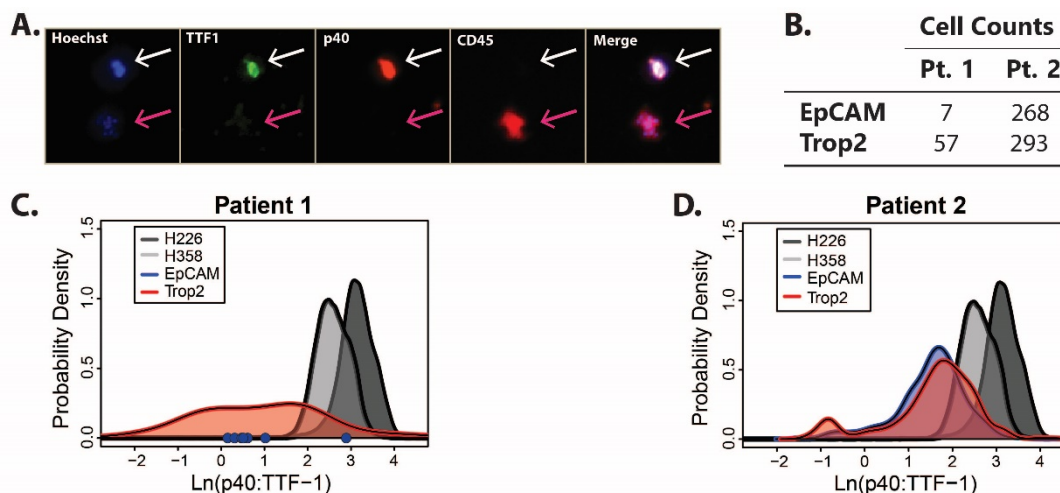 A.
Hoechst TTF1 p40 CD45 Merge
B.
Cell Counts
Pt. 1 Pt. 2
EpCAM 7 268
Trop2 57 293
C.
Patient 1
Probability Density
0.0 0.5 1.0 1.5
H226
H358
EpCAM
Trop2
−2 −1 0 1 2 3 4
Ln(p40:TTF−1)
D.
Patient 2
Probability Density
0.0 0.5 1.0 1.5
H226
H358
EpCAM
Trop2
−2 −1 0 1 2 3 4
Ln(p40:TTF−1)